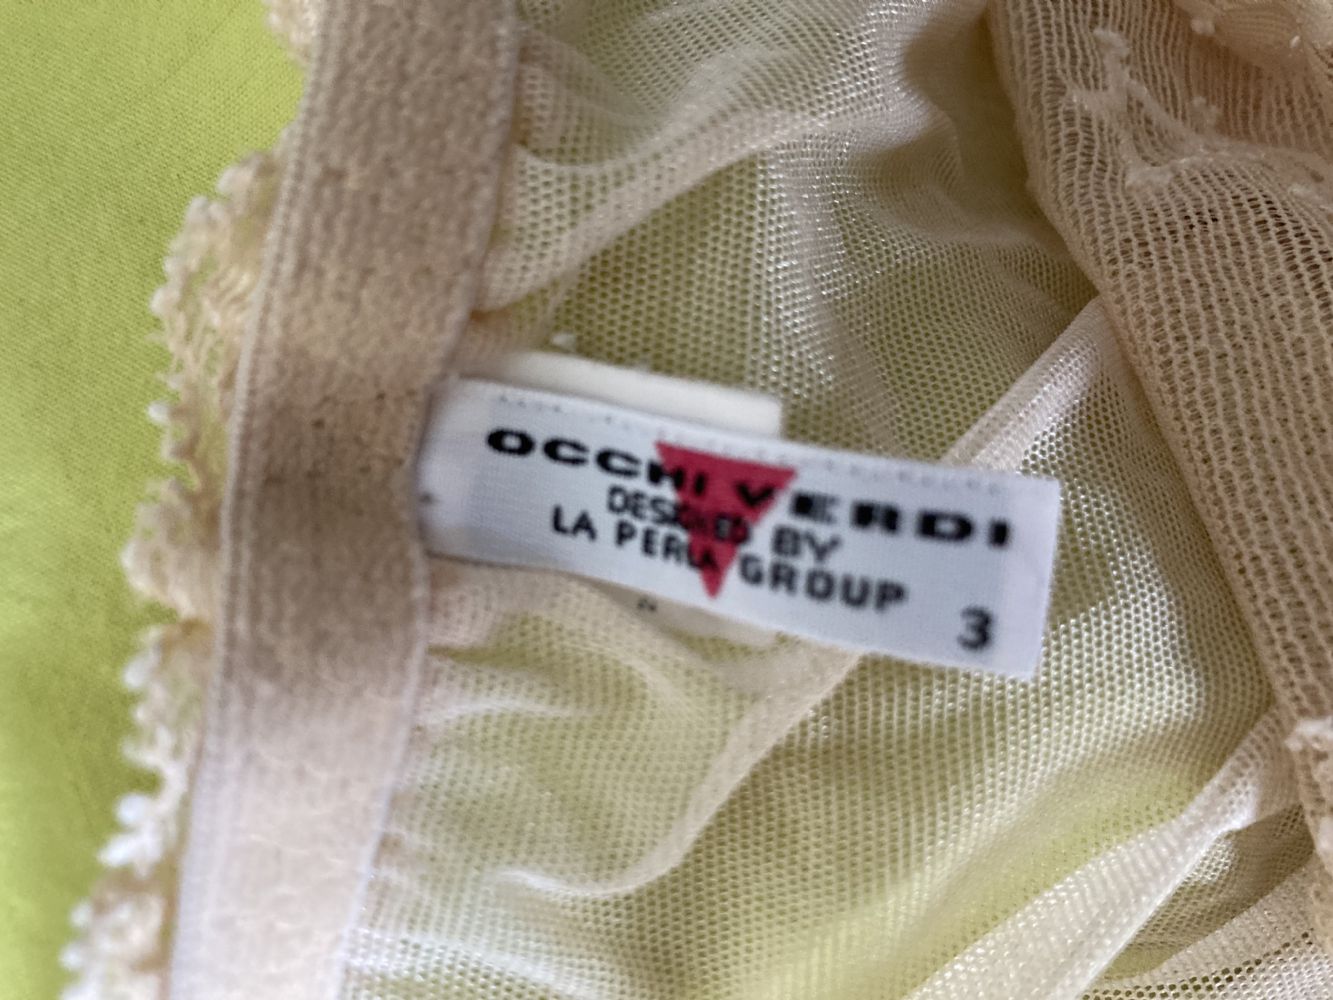 OCCHI VERDI
DESIGNED BY
LA PERLA GROUP
3